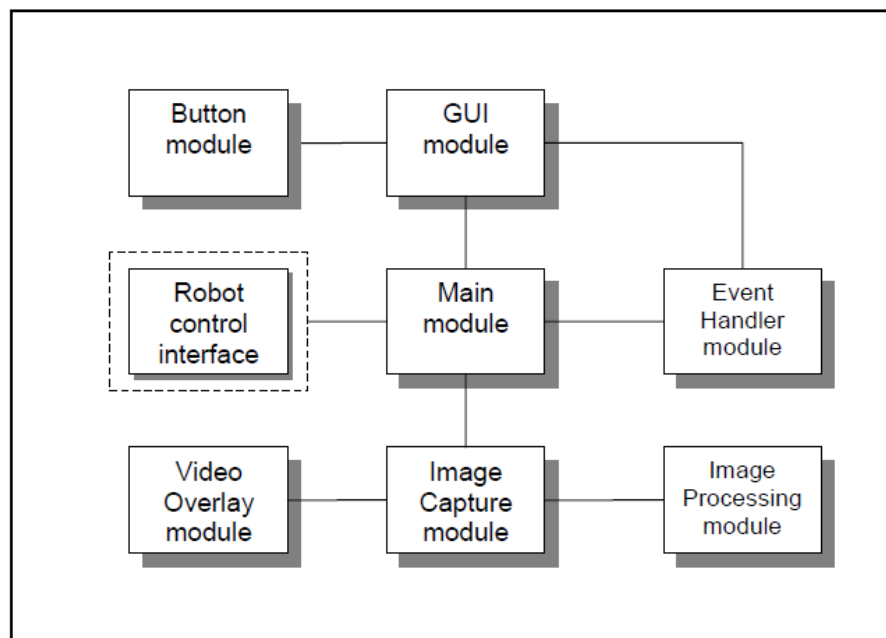 Button
module
GUI
module
Robot
control
interface
Main
module
Event
Handler
module
Video
Overlay
module
Image
Capture
module
Image
Processing
module